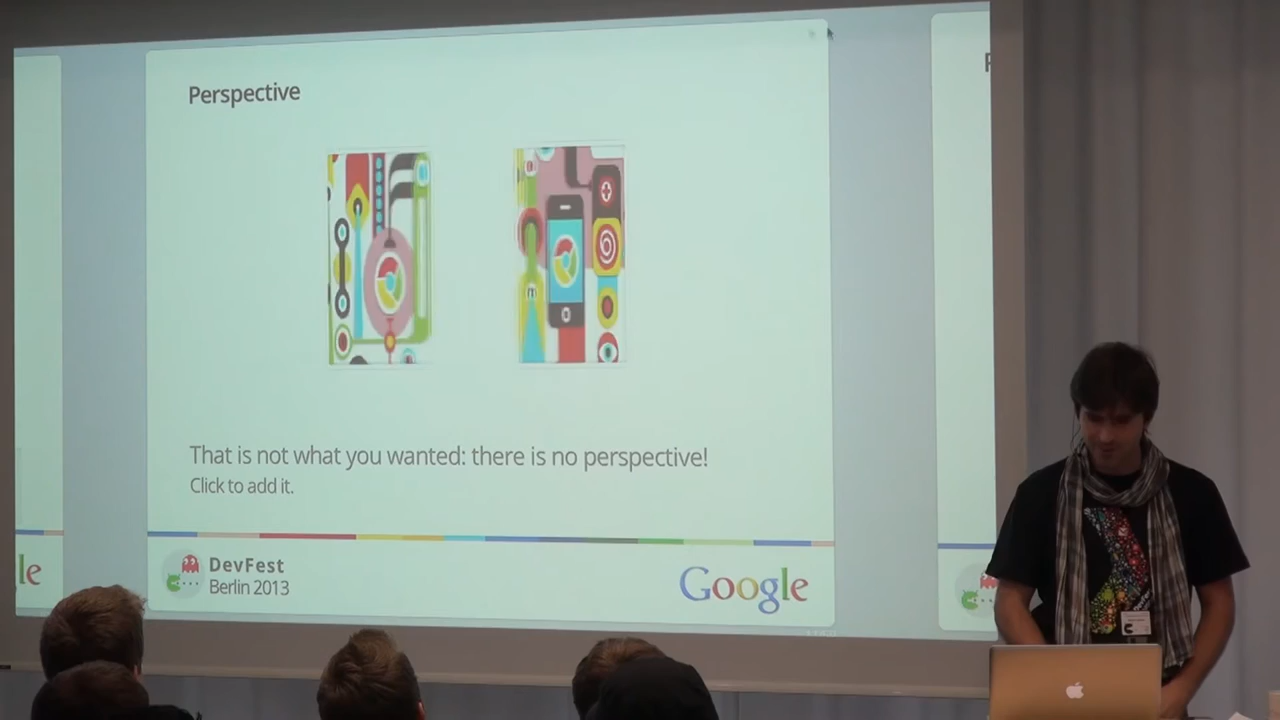 Perspective
That is not what you wanted: there is no perspective!
Click to add it.
DevFest
Berlin 2013
Google
le